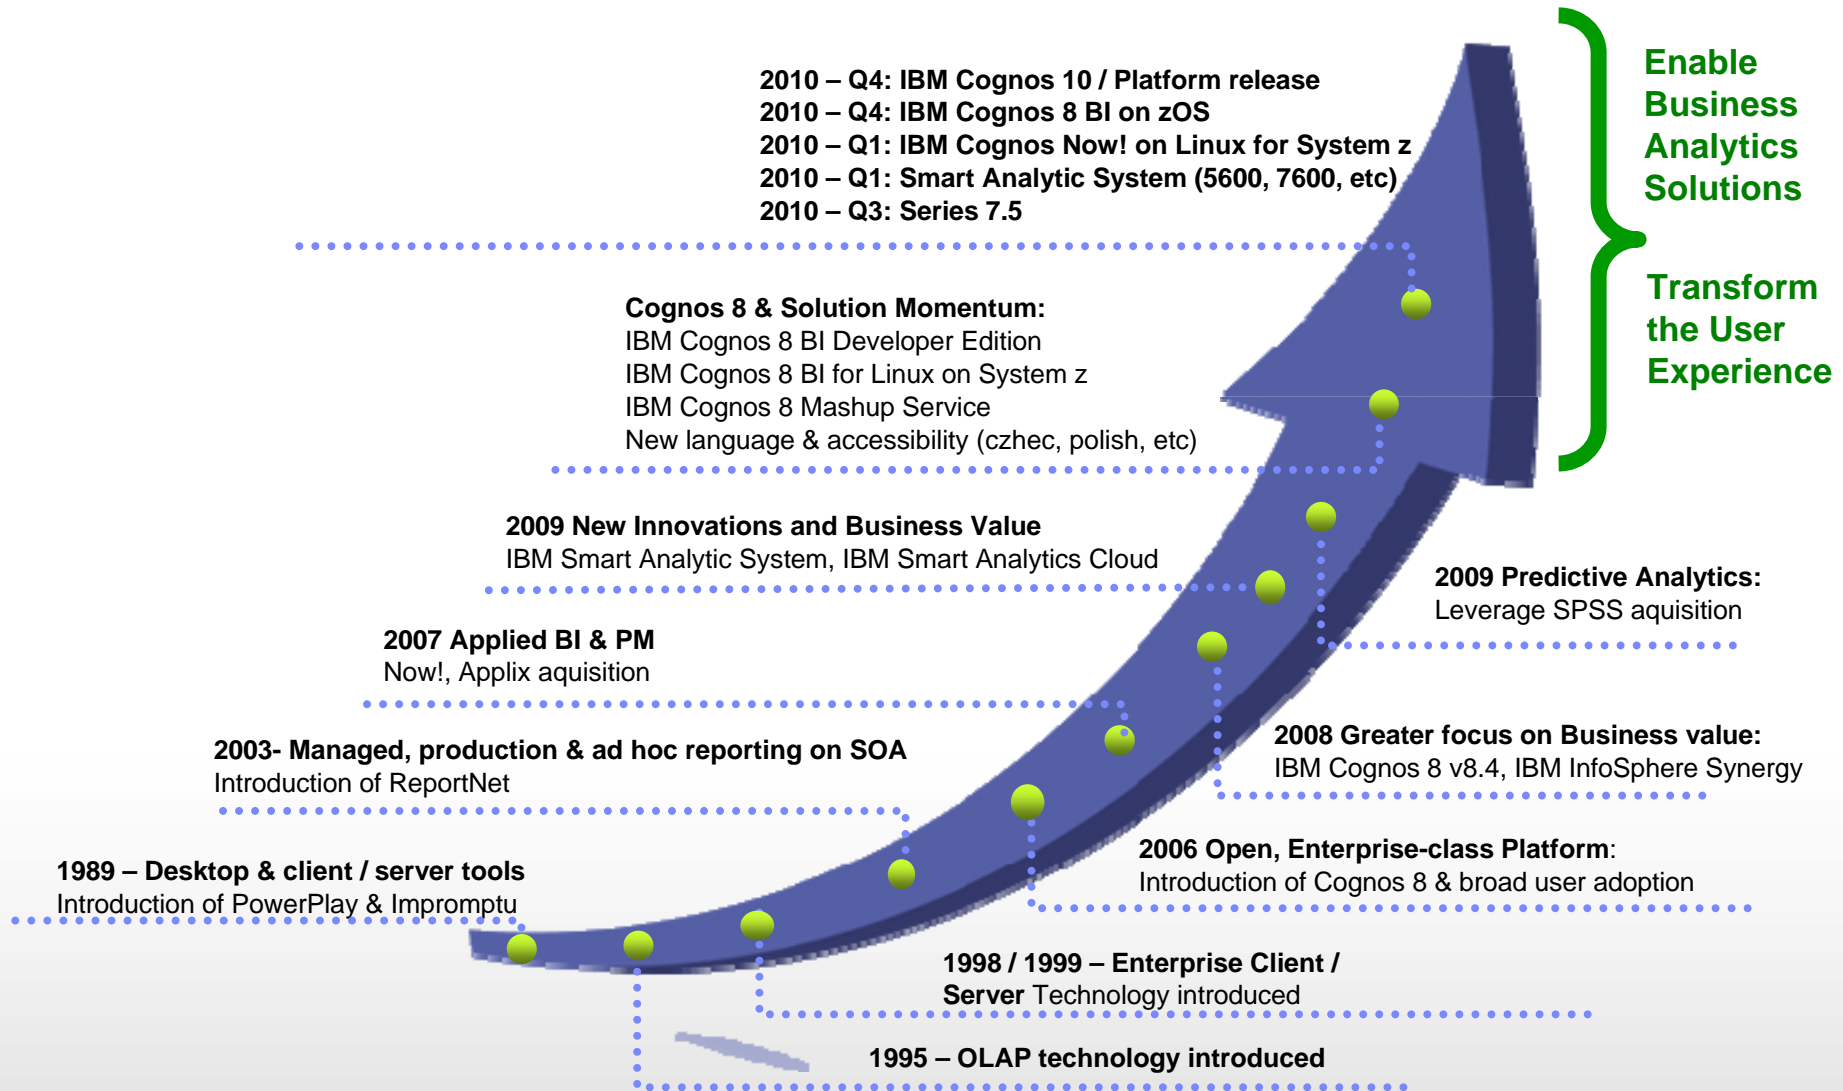 2010 – Q4: IBM Cognos 10 / Platform release
2010 – Q4: IBM Cognos 8 BI on zOS
2010 – Q1: IBM Cognos Now! on Linux for System z
2010 – Q1: Smart Analytic System (5600, 7600, etc)
2010 – Q3: Series 7.5
Enable
Business
Analytics
Solutions
Transform
the User
Experience
Cognos 8 & Solution Momentum:
IBM Cognos 8 BI Developer Edition
IBM Cognos 8 BI for Linux on System z
IBM Cognos 8 Mashup Service
New language & accessibility (czhec, polish, etc)
2009 New Innovations and Business Value
IBM Smart Analytic System, IBM Smart Analytics Cloud
2009 Predictive Analytics:
Leverage SPSS aquisition
2007 Applied BI & PM
Now!, Applix aquisition
2008 Greater focus on Business value:
IBM Cognos 8 v8.4, IBM InfoSphere Synergy
2003- Managed, production & ad hoc reporting on SOA
Introduction of ReportNet
2006 Open, Enterprise-class Platform:
Introduction of Cognos 8 & broad user adoption
1989 – Desktop & client / server tools
Introduction of PowerPlay & Impromptu
1998 / 1999 – Enterprise Client /
Server Technology introduced
1995 – OLAP technology introduced